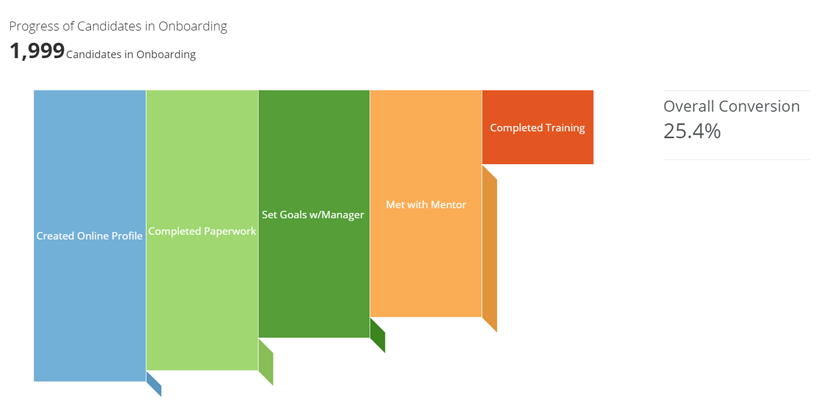 Progress of Candidates in Onboarding
1,999 Candidates in Onboarding
Overall Conversion
25.4%
Created Online Profile
Completed Paperwork
Set Goals w/Manager
Met with Mentor
Completed Training